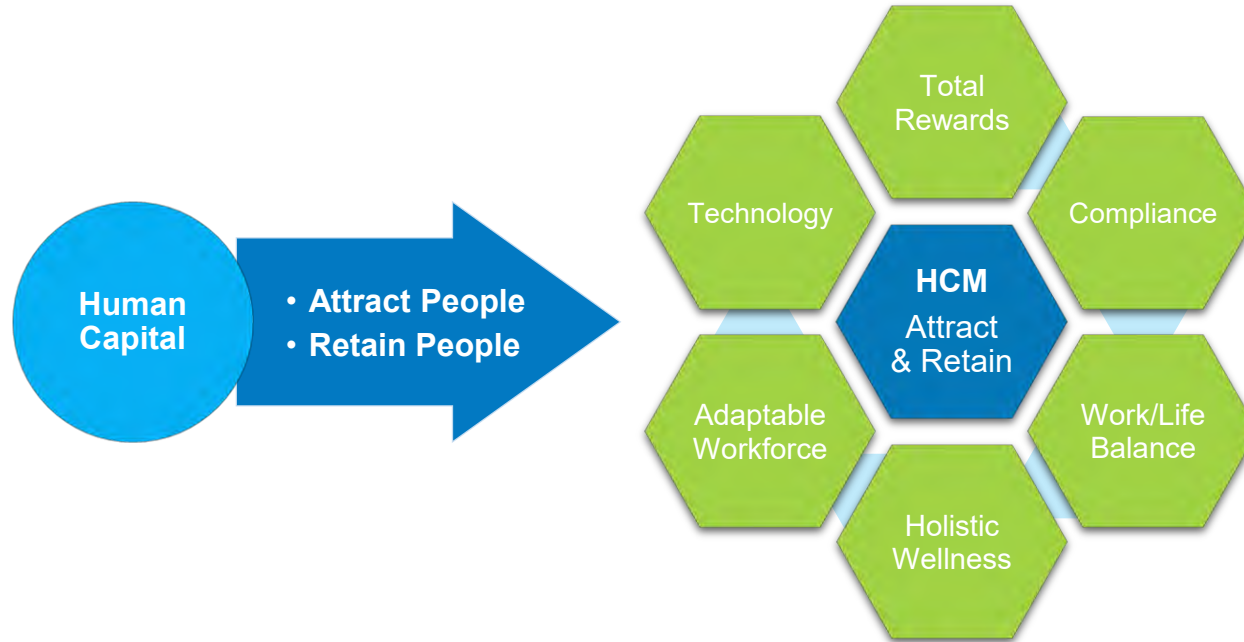 Human
Capital
• Attract People
• Retain People
Total
Rewards
Compliance
Work/Life
Balance
Holistic
Wellness
Adaptable
Workforce
Technology
HCM
Attract
& Retain